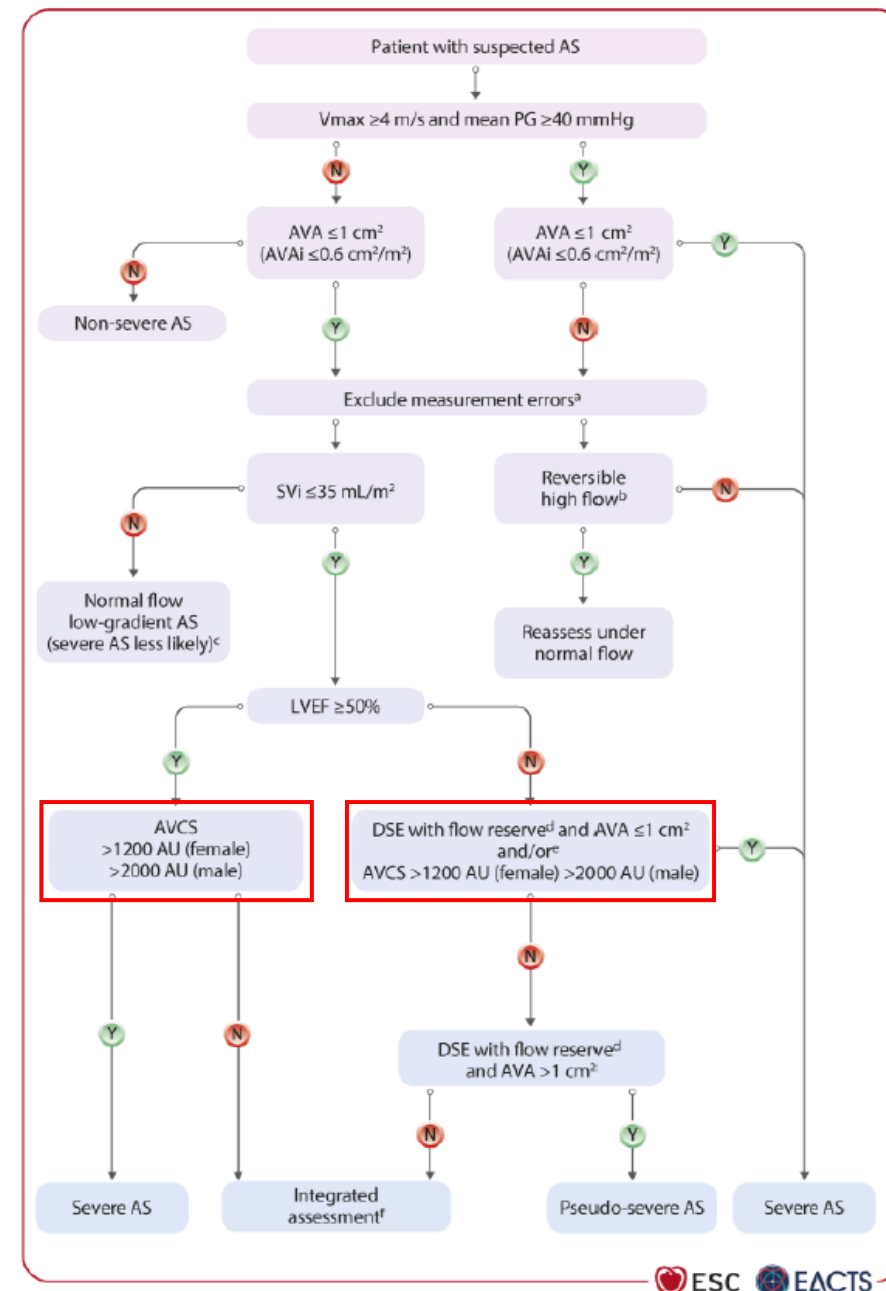 Patient with suspected AS
Vmax ≥4 m/s and mean PG ≥40 mmHg
N
Y
AVA ≤1 cm²
(AVAi ≤0.6 cm²/m²)
AVA ≤1 cm²
(AVAi ≤0.6 cm²/m²)
Y
N
Non-severe AS
Y
N
Exclude measurement errorsᵃ
SVi ≤35 mL/m²
Reversible
high flowᵇ
N
N
Y
Y
Normal flow
low-gradient AS
(severe AS less likely)ᶜ
Reassess under
normal flow
LVEF ≥50%
Y
N
AVCS
>1200 AU (female)
>2000 AU (male)
DSE with flow reserveᵈ and AVA ≤1 cm²
and/orᵉ
AVCS >1200 AU (female) >2000 AU (male)
Y
N
Y
N
DSE with flow reserveᵈ
and AVA >1 cm²
N
Y
Severe AS
Integrated
assessmentᶠ
Pseudo-severe AS
Severe AS
ESC EACTS